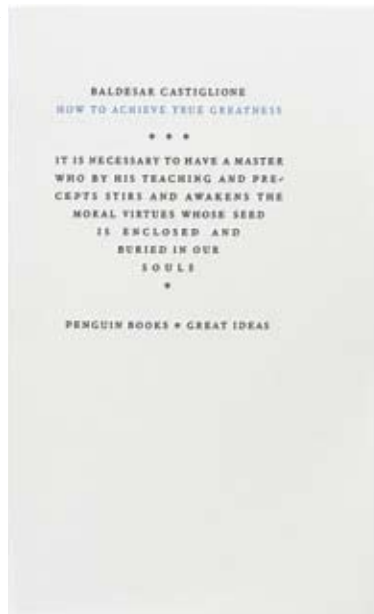 BALDESAR CASTIGLIONE
HOW TO ACHIEVE TRUE GREATNESS
IT IS NECESSARY TO HAVE A MASTER
WHO BY HIS TEACHING AND PRE-
CEPTS STIRS AND AWAKENS THE
MORAL VIRTUES WHOSE SEED
IS ENCLOSED AND
BURIED IN OUR
SOULS
PENGUIN BOOKS * GREAT IDEAS